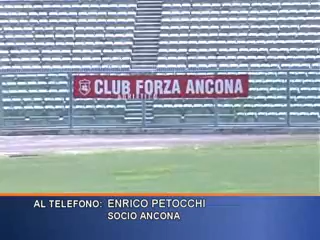 CLUB FORZA ANCONA
AL TELEFONO: ENRICO PETOCCHI
SOCIO ANCONA